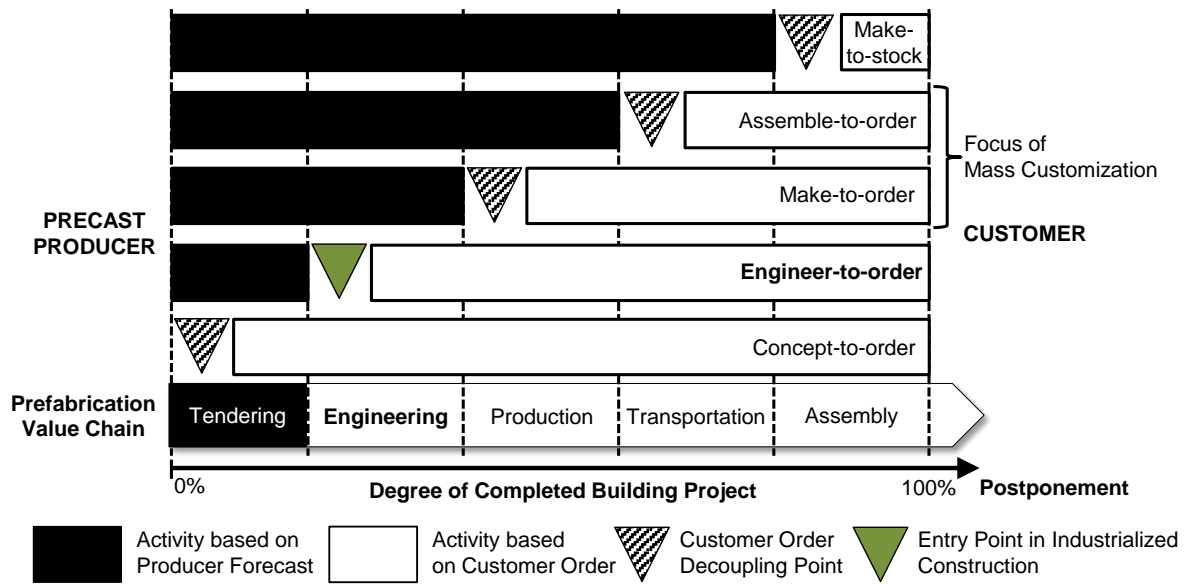 Make-
to-stock
Assemble-to-order
Focus of
Mass Customization
Make-to-order
PRECAST
PRODUCER
CUSTOMER
Engineer-to-order
Concept-to-order
Prefabrication
Value Chain
Tendering
Engineering
Production
Transportation
Assembly
0%
Degree of Completed Building Project
100%
Postponement
Activity based on
Producer Forecast
Activity based
on Customer Order
Customer Order
Decoupling Point
Entry Point in Industrialized
Construction